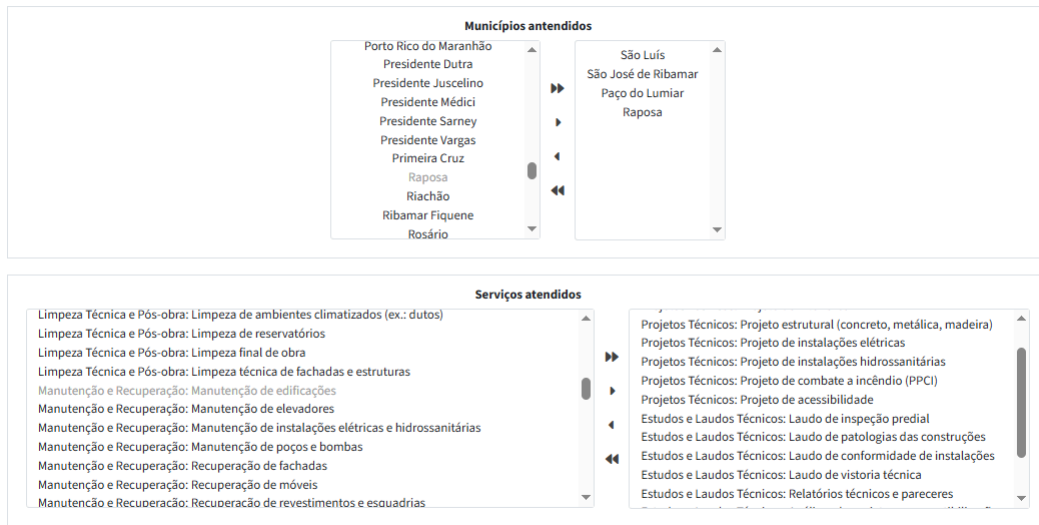 Municípios antendidos
Porto Rico do Maranhão
Presidente Dutra
Presidente Juscelino
Presidente Médici
Presidente Sarney
Presidente Vargas
Primeira Cruz
Raposa
Riachão
Ribamar Fiquene
Rosário
São Luís
São José de Ribamar
Paço do Lumiar
Raposa
Serviços atendidos
Limpeza Técnica e Pós-obra: Limpeza de ambientes climatizados (ex.: dutos)
Limpeza Técnica e Pós-obra: Limpeza de reservatórios
Limpeza Técnica e Pós-obra: Limpeza final de obra
Limpeza Técnica e Pós-obra: Limpeza técnica de fachadas e estruturas
Manutenção e Recuperação: Manutenção de edificações
Manutenção e Recuperação: Manutenção de elevadores
Manutenção e Recuperação: Manutenção de instalações elétricas e hidrossanitárias
Manutenção e Recuperação: Manutenção de poços e bombas
Manutenção e Recuperação: Recuperação de fachadas
Manutenção e Recuperação: Recuperação de móveis
Manutenção e Recuperação: Recuperação de revestimentos e esquadrias
Projetos Técnicos: Projeto estrutural (concreto, metálica, madeira)
Projetos Técnicos: Projeto de instalações elétricas
Projetos Técnicos: Projeto de instalações hidrossanitárias
Projetos Técnicos: Projeto de combate a incêndio (PPCI)
Projetos Técnicos: Projeto de acessibilidade
Estudos e Laudos Técnicos: Laudo de inspeção predial
Estudos e Laudos Técnicos: Laudo de patologias das construções
Estudos e Laudos Técnicos: Laudo de conformidade de instalações
Estudos e Laudos Técnicos: Laudo de vistoria técnica
Estudos e Laudos Técnicos: Relatórios técnicos e pareceres